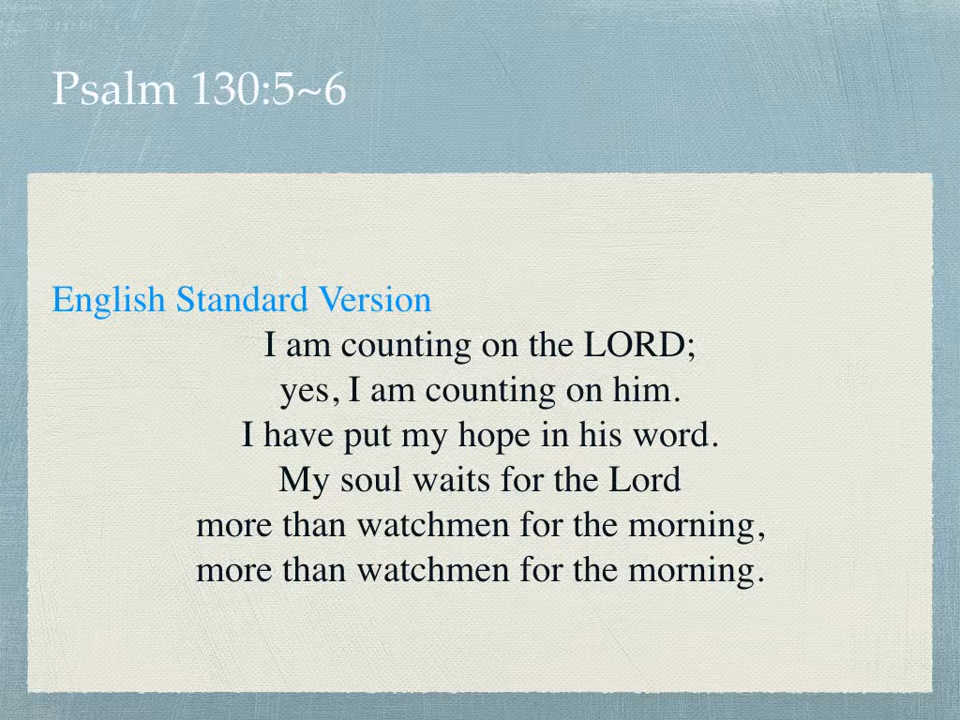 Psalm 130:5~6
English Standard Version
I am counting on the LORD;
yes, I am counting on him.
I have put my hope in his word.
My soul waits for the Lord
more than watchmen for the morning,
more than watchmen for the morning.